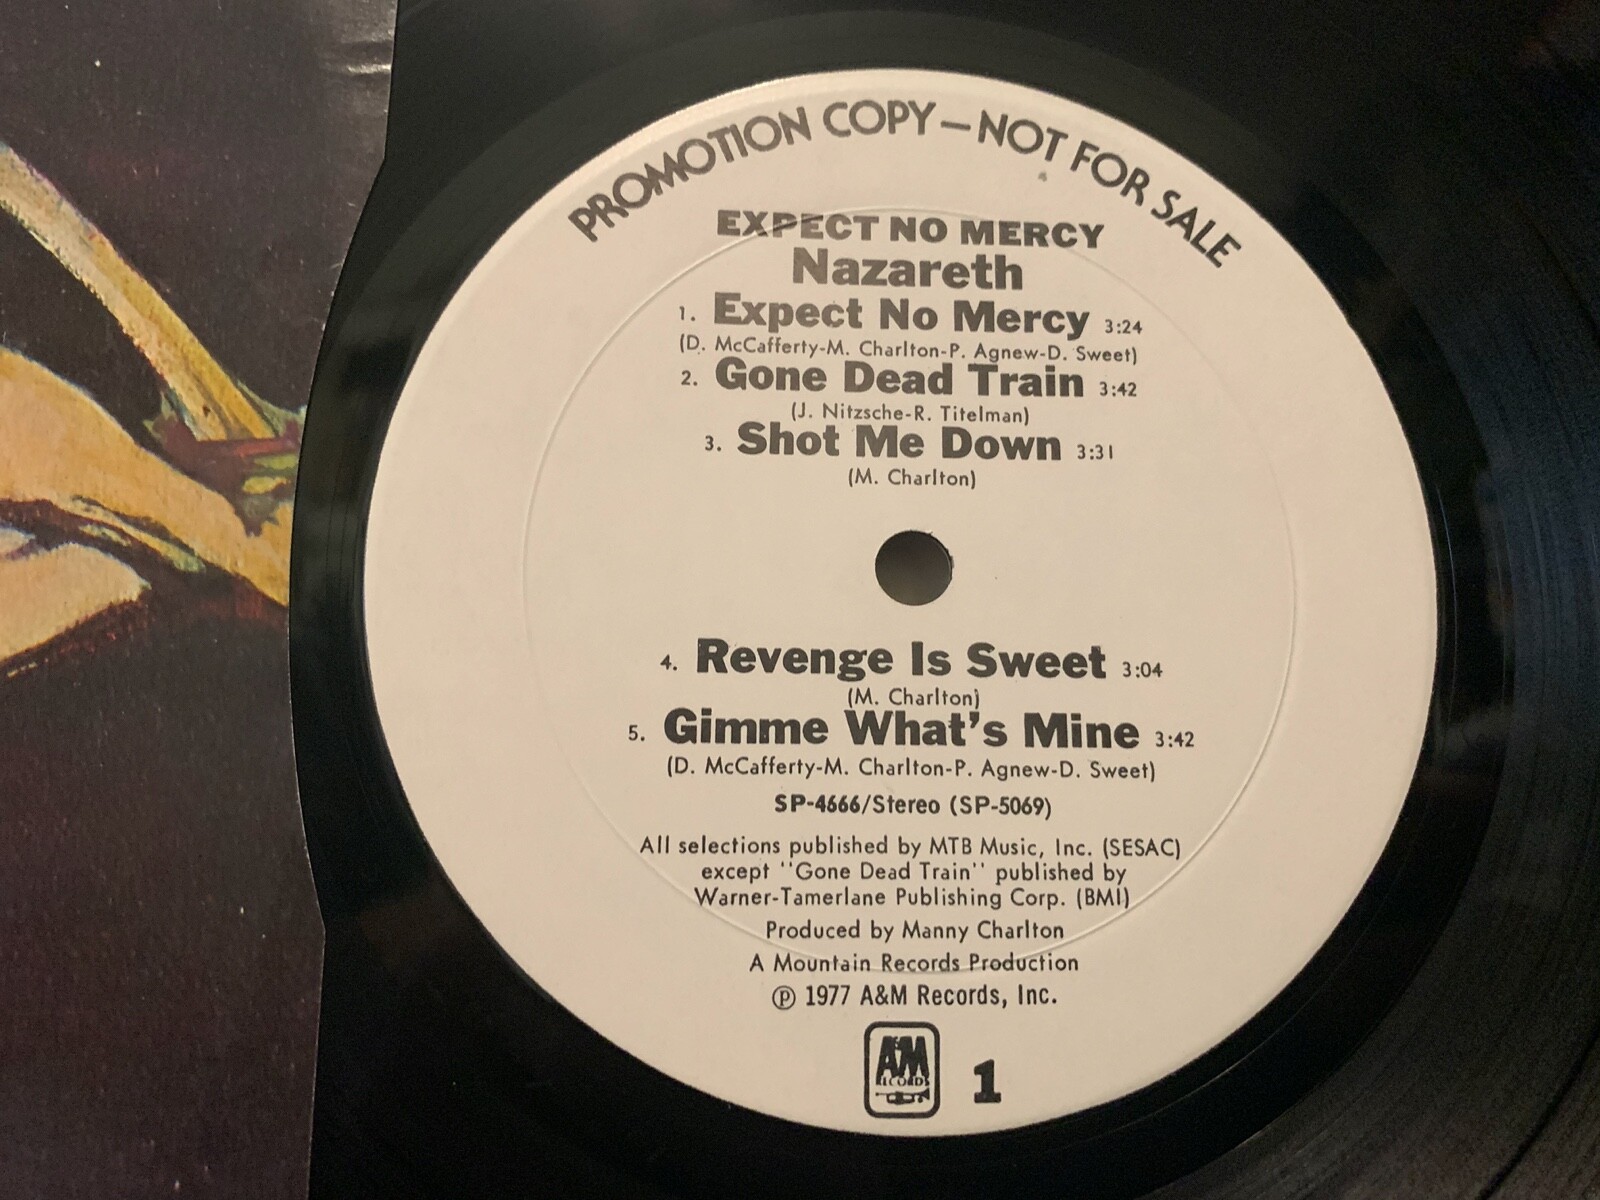 PROMOTION COPY—NOT FOR SALE
EXPECT NO MERCY
Nazareth
1. Expect No Mercy 3:24
(D. McCafferty-M. Charlton-P. Agnew-D. Sweet)
2. Gone Dead Train 3:42
(J. Nitzsche-R. Titelman)
3. Shot Me Down 3:31
(M. Charlton)
4. Revenge Is Sweet 3:04
(M. Charlton)
5. Gimme What's Mine 3:42
(D. McCafferty-M. Charlton-P. Agnew-D. Sweet)
SP-4666/Stereo (SP-5069)
All selections published by MTB Music, Inc. (SESAC)
except "Gone Dead Train" published by
Warner-Tamerlane Publishing Corp. (BMI)
Produced by Manny Charlton
A Mountain Records Production
℗ 1977 A&M Records, Inc.
A&M
RECORDS
1